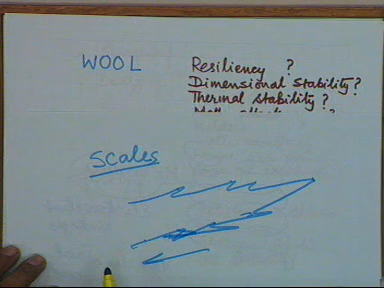 WOOL
Resiliency ?
Dimensional Stability?
Thermal stability?
Scales